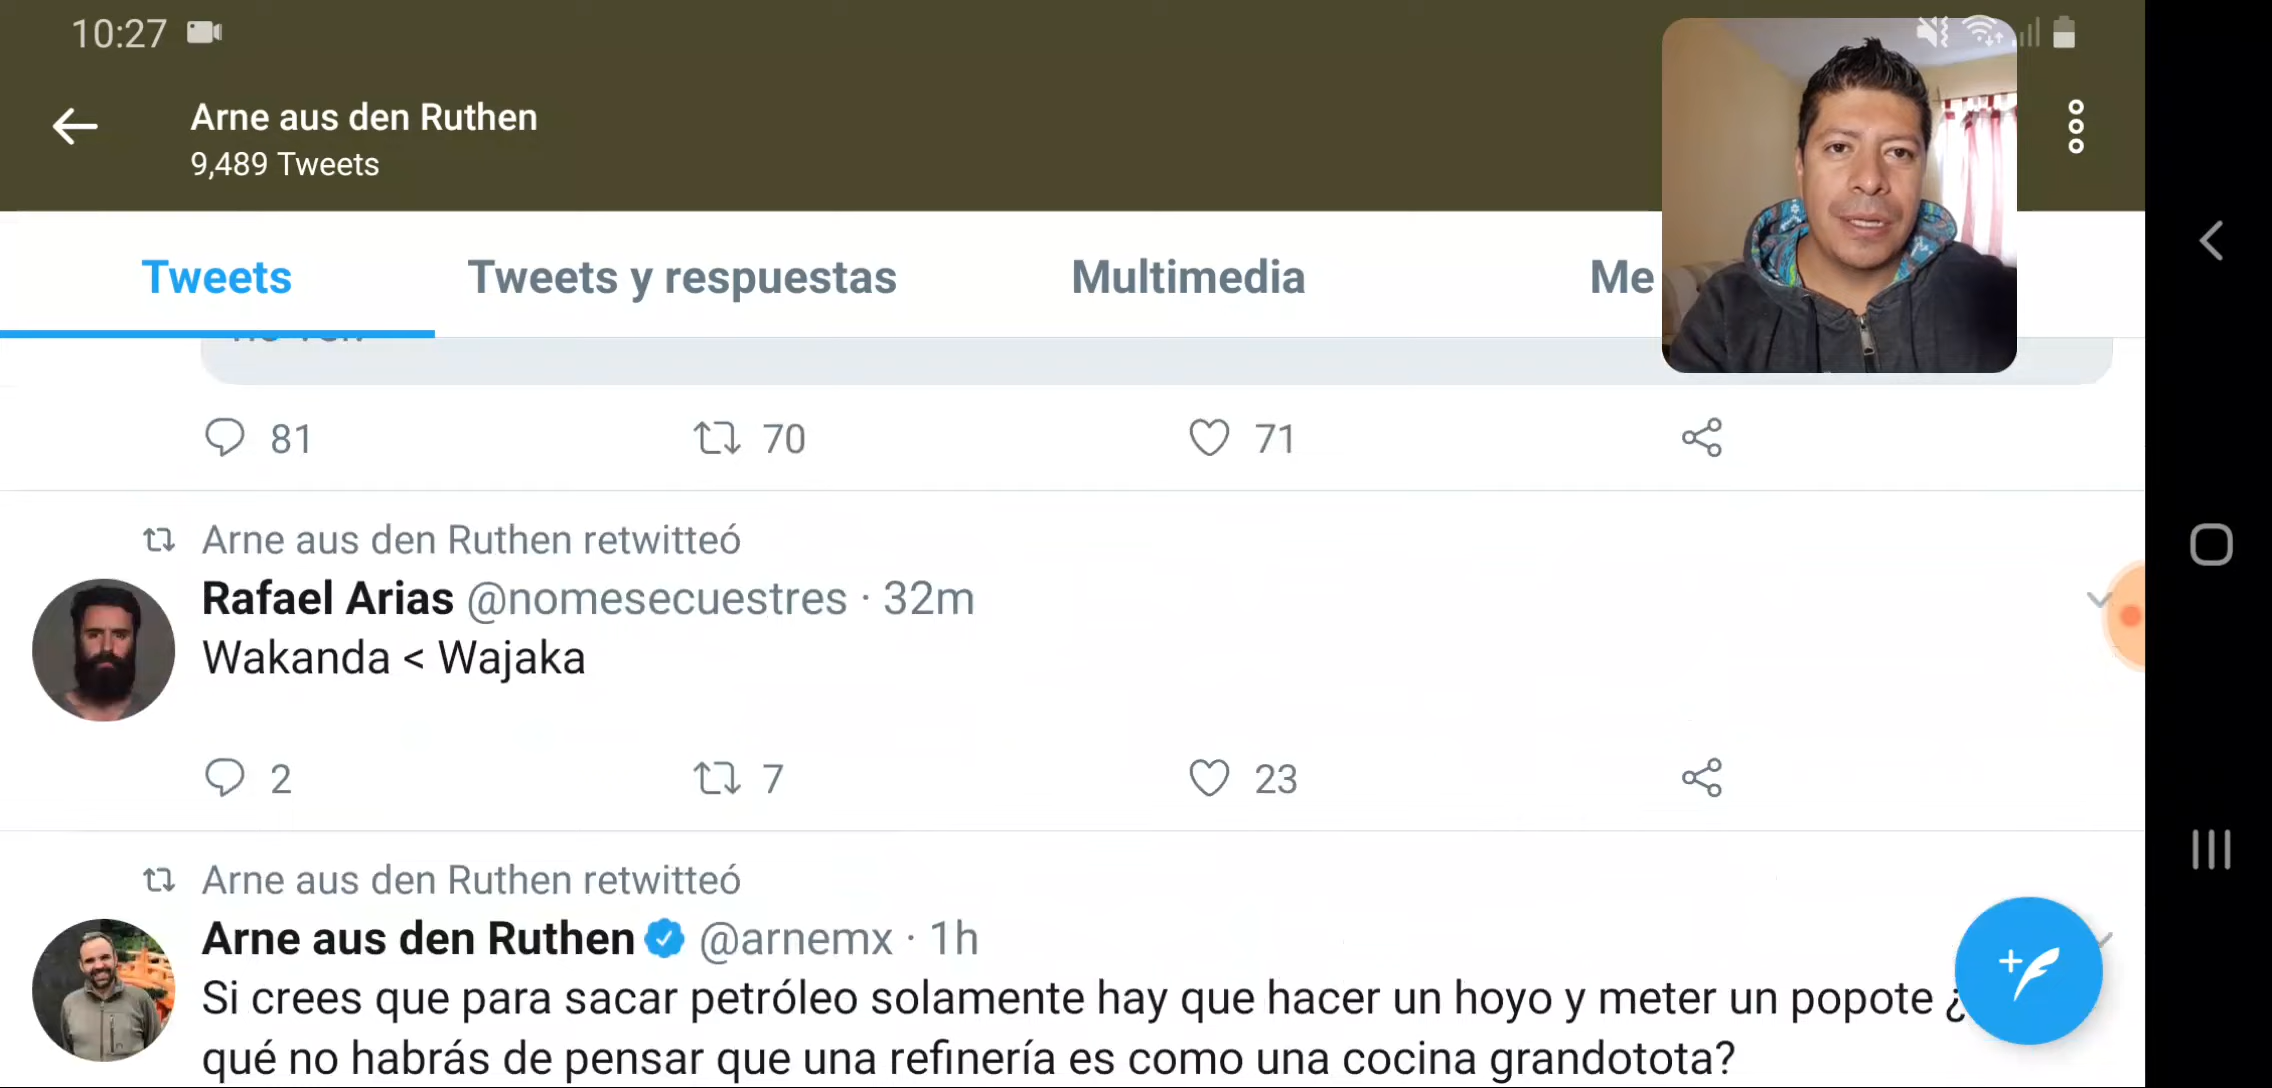 10:27
Arne aus den Ruthen
9,489 Tweets
Tweets
Tweets y respuestas
Multimedia
Me
81
70
71
Arne aus den Ruthen retwitteó
Rafael Arias @nomesecuestres · 32m
Wakanda < Wajaka
2
7
23
Arne aus den Ruthen retwitteó
Arne aus den Ruthen @arnemx · 1h
Si crees que para sacar petróleo solamente hay que hacer un hoyo y meter un popote ¿
qué no habrás de pensar que una refinería es como una cocina grandotota?